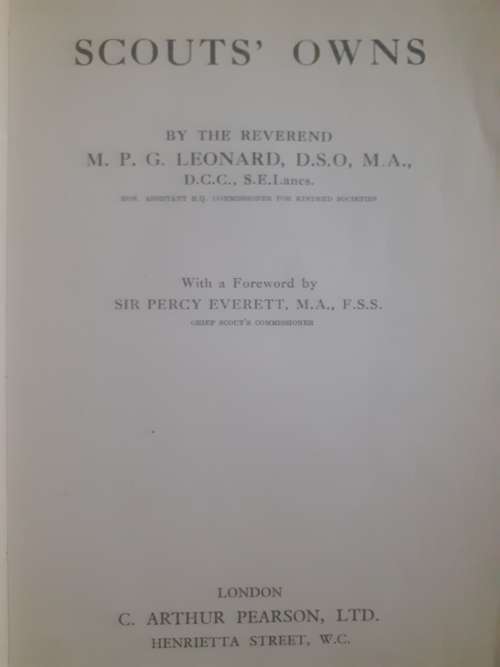 SCOUTS' OWNS
BY THE REVEREND
M. P. G. LEONARD, D.S.O, M.A.,
D.C.C., S.E.Lancs.
HON. ASSISTANT H.Q. COMMISSIONER FOR KINDRED SOCIETIES
With a Foreword by
SIR PERCY EVERETT, M.A., F.S.S.
CHIEF SCOUT'S COMMISSIONER
LONDON
C. ARTHUR PEARSON, LTD.
HENRIETTA STREET, W.C.